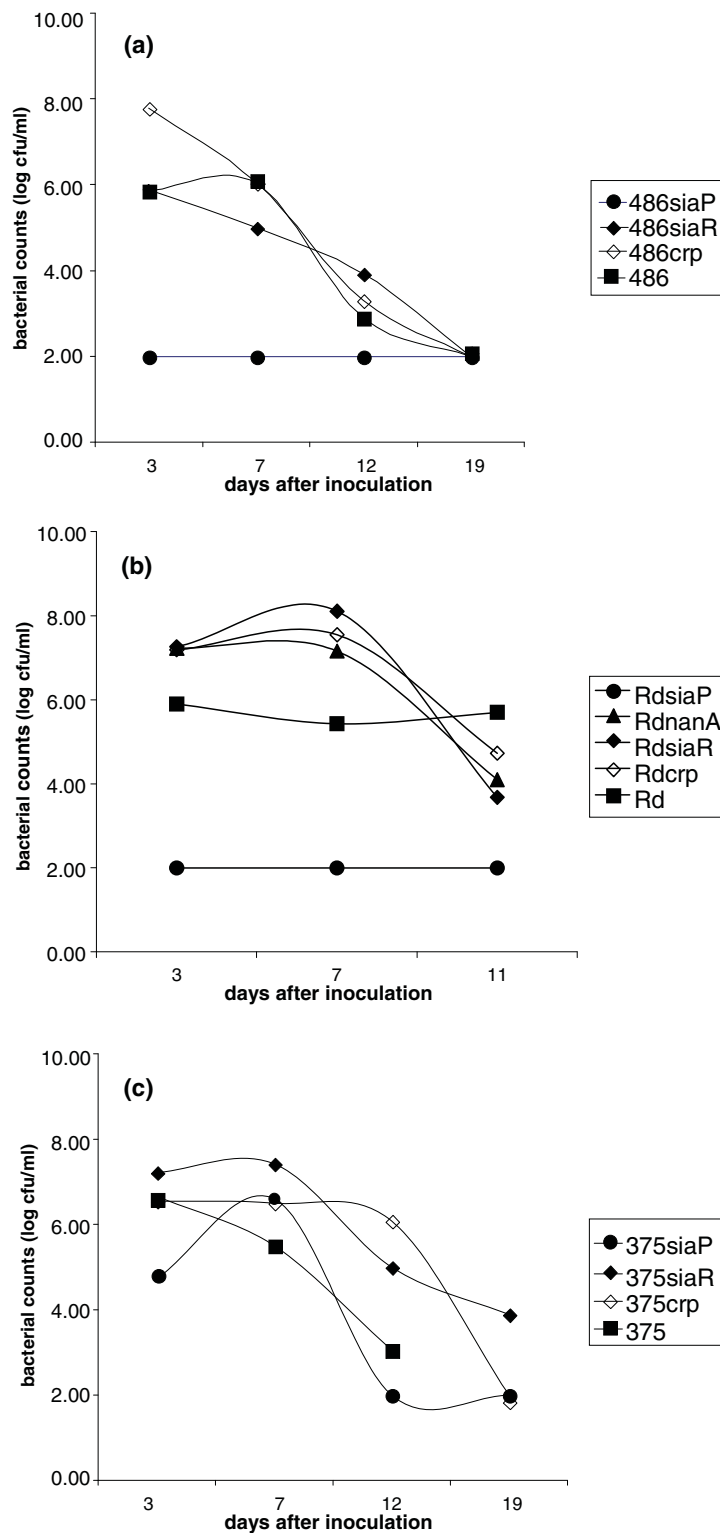 (a)
bacterial counts (log cfu/ml)
10.00
8.00
6.00
4.00
2.00
0.00
3 7 12 19
days after inoculation
486siaP
486siaR
486crp
486
(b)
bacterial counts (log cfu/ml)
10.00
8.00
6.00
4.00
2.00
0.00
3 7 11
days after inoculation
RdsiaP
RdnanA
RdsiaR
Rdcrp
Rd
(c)
bacterial counts (log cfu/ml)
10.00
8.00
6.00
4.00
2.00
0.00
3 7 12 19
days after inoculation
375siaP
375siaR
375crp
375